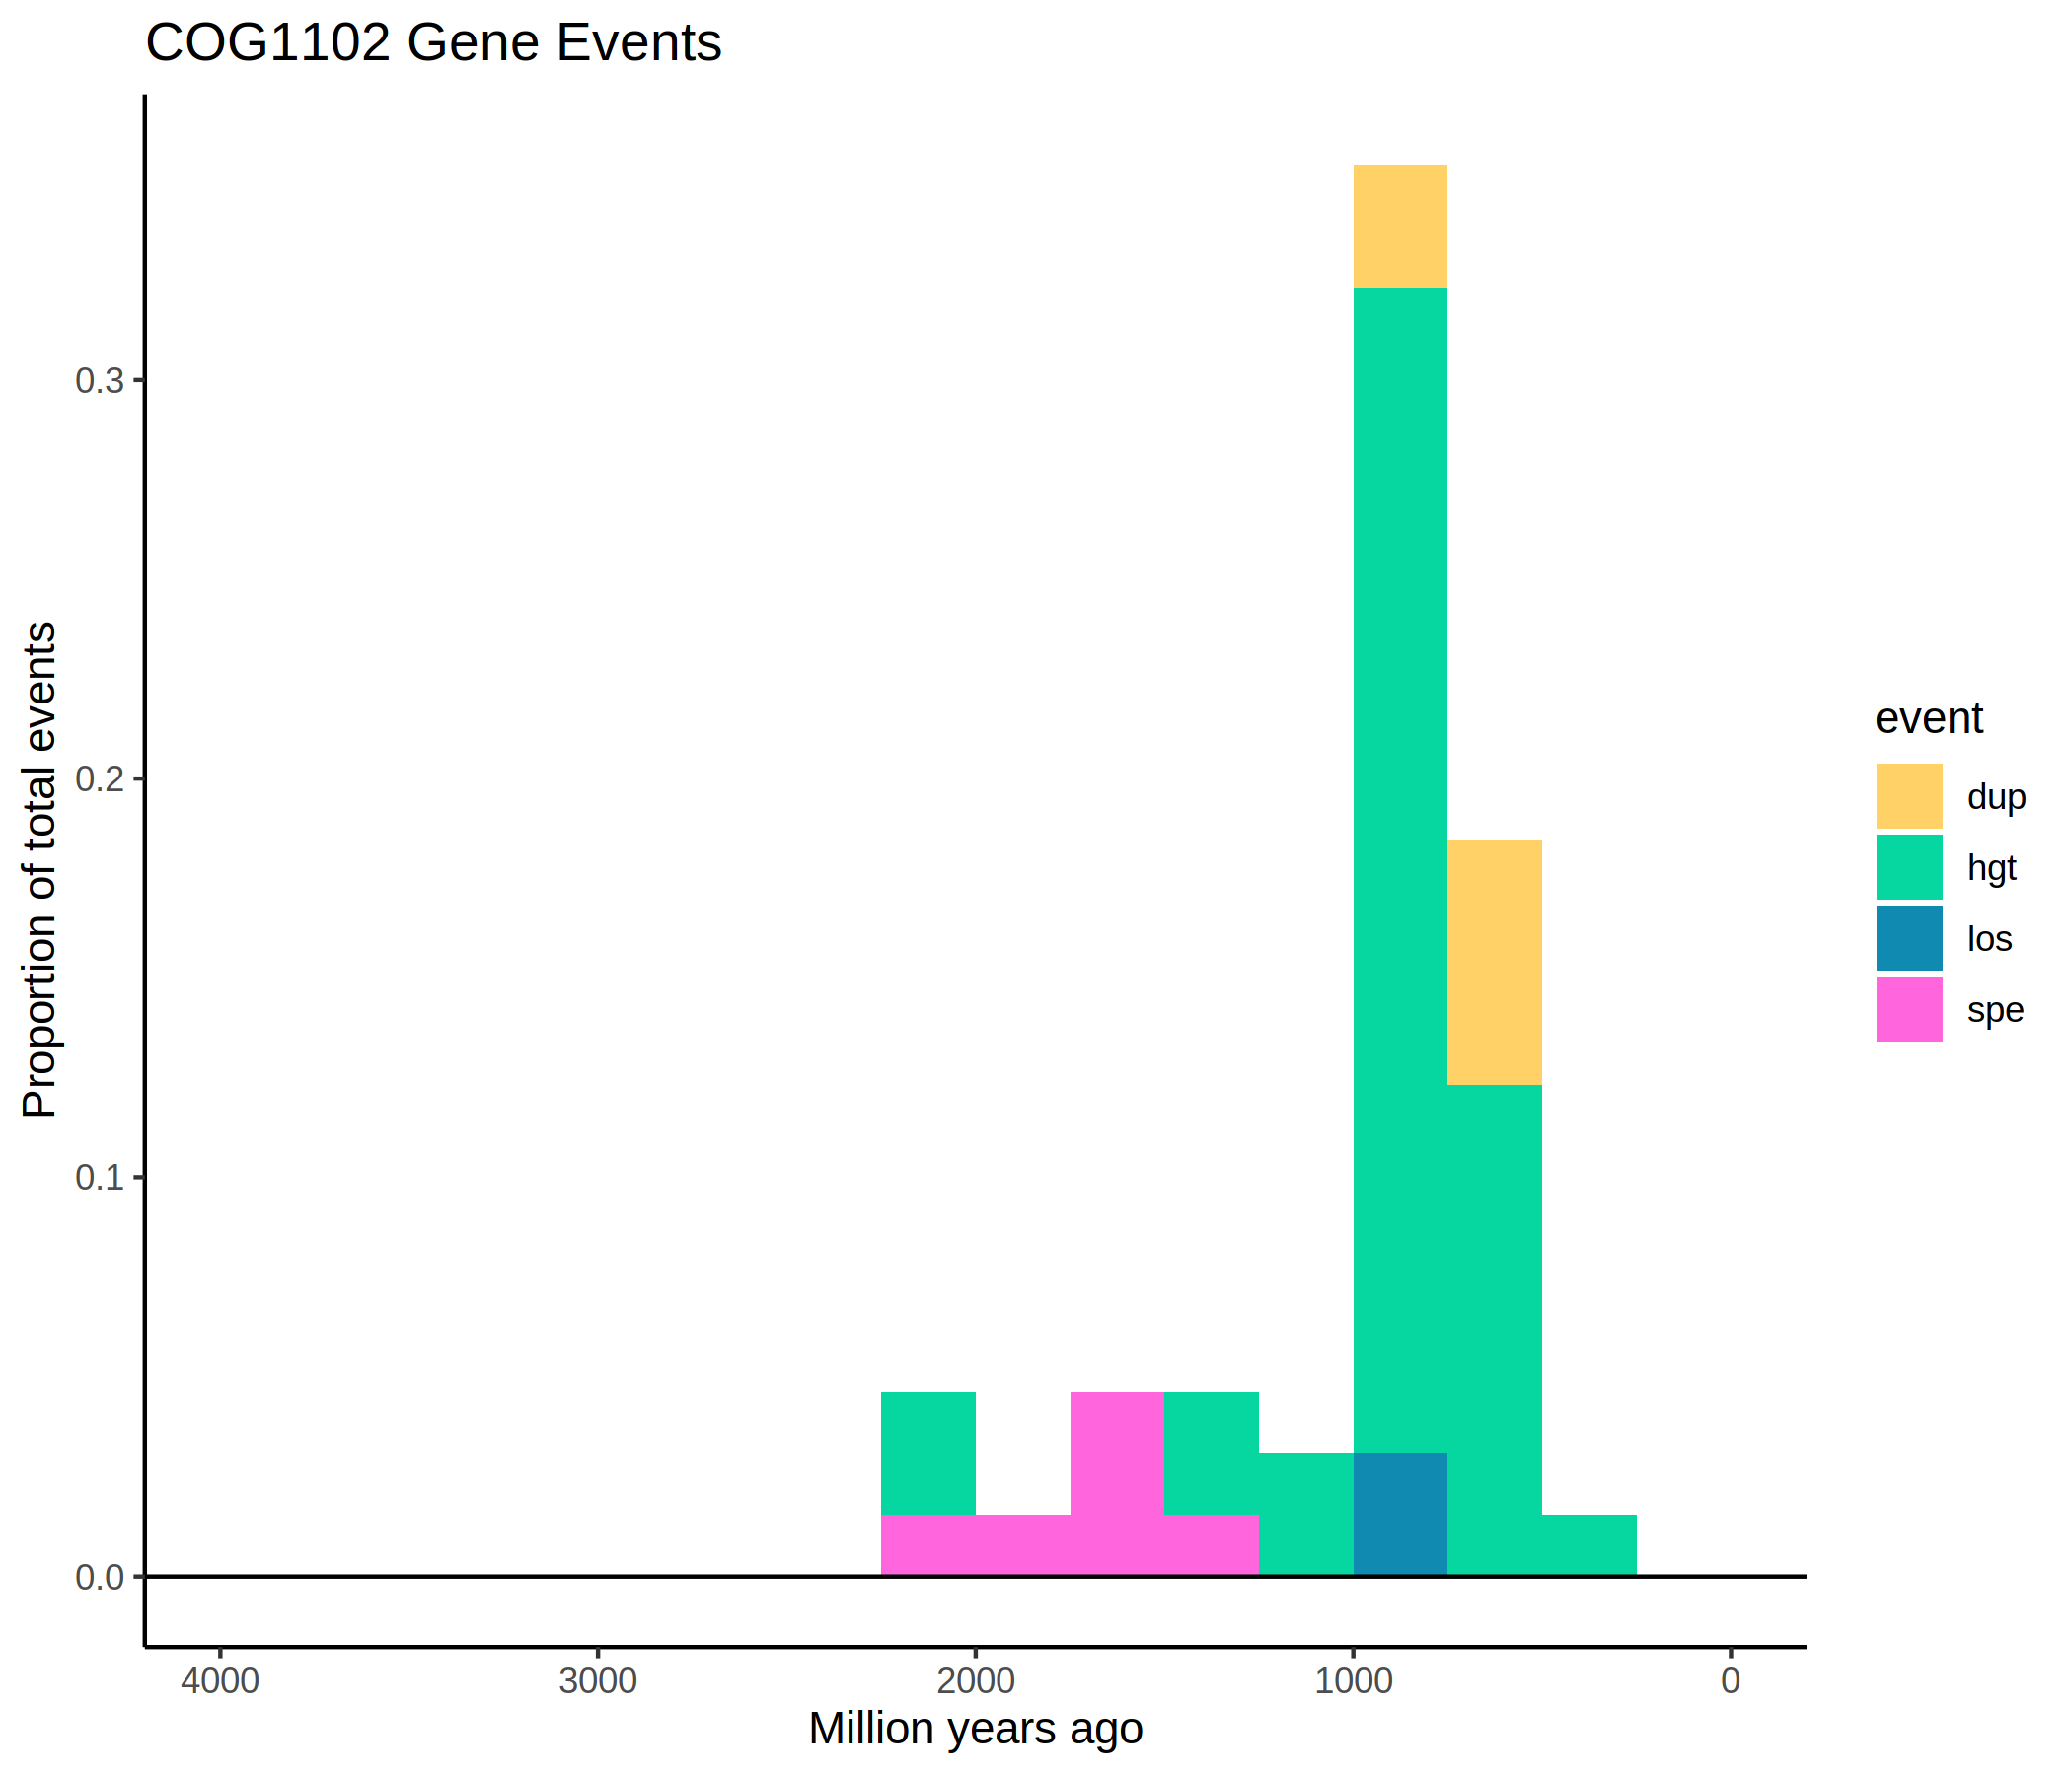 COG1102 Gene Events
Proportion of total events
0.3
0.2
0.1
0.0
4000 3000 2000 1000 0
Million years ago
event
dup
hgt
los
spe